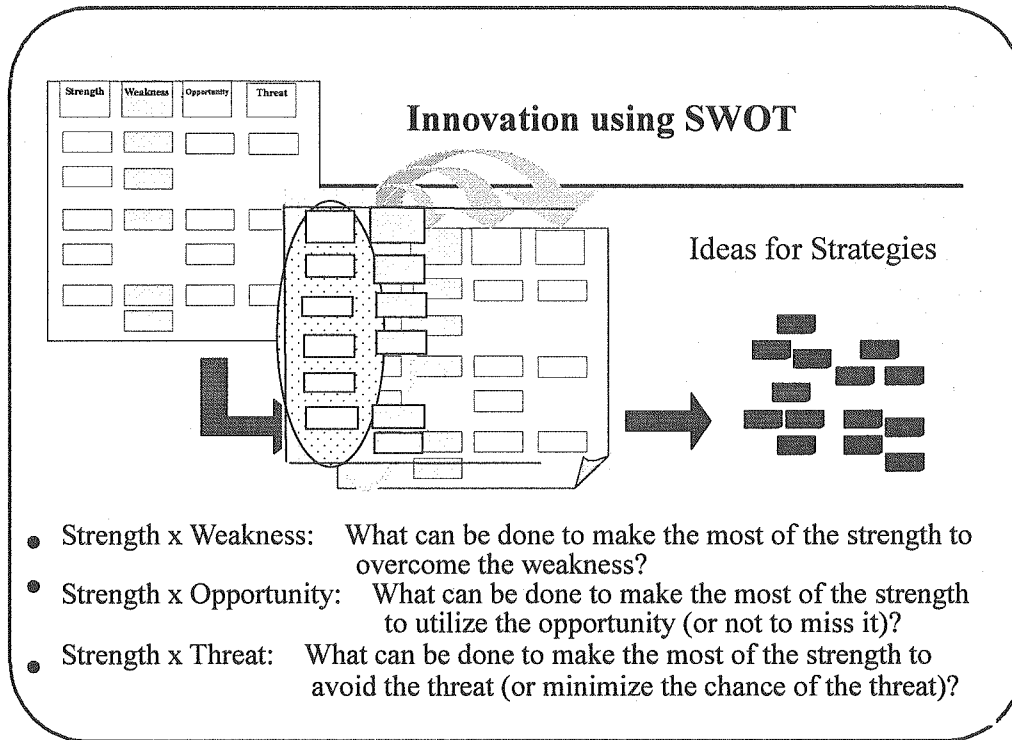 Strength Weakness Opportunity Threat
Innovation using SWOT
Ideas for Strategies
• Strength x Weakness: What can be done to make the most of the strength to
overcome the weakness?
• Strength x Opportunity: What can be done to make the most of the strength
to utilize the opportunity (or not to miss it)?
• Strength x Threat: What can be done to make the most of the strength to
avoid the threat (or minimize the chance of the threat)?